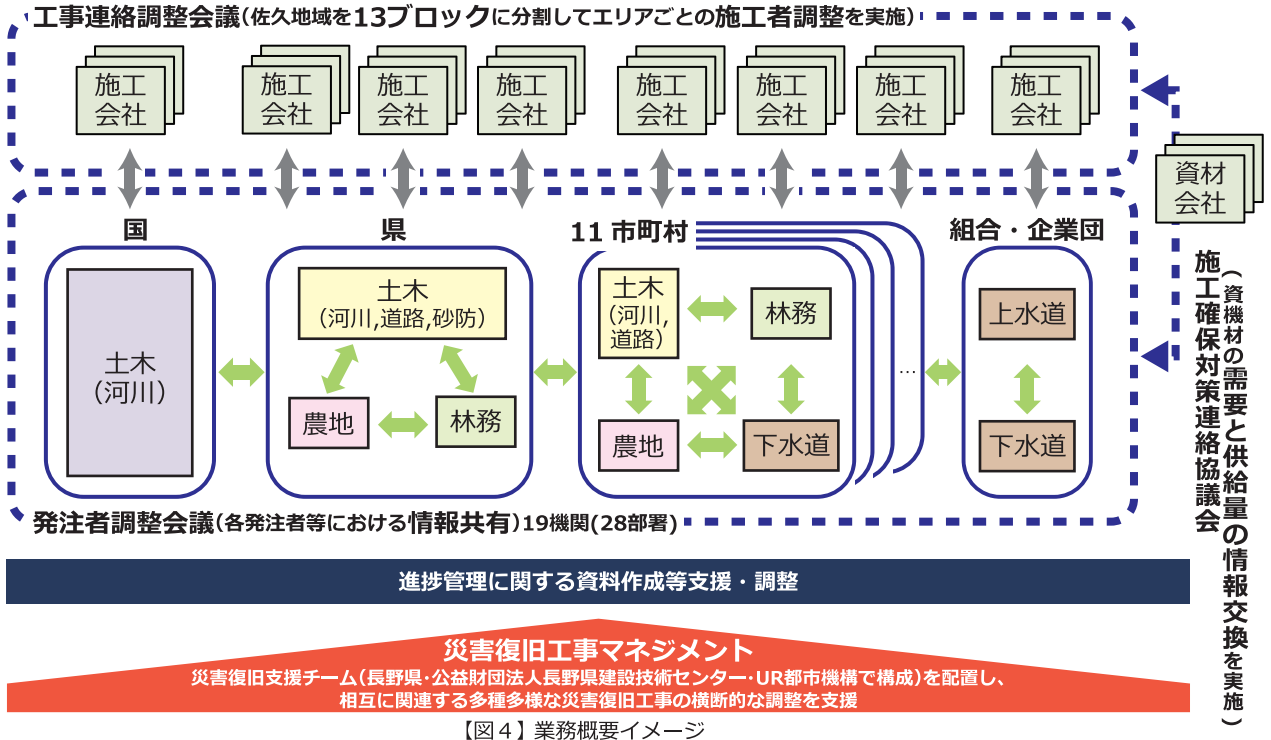 工事連絡調整会議（佐久地域を13ブロックに分割してエリアごとの施工者調整を実施）
施工
会社
施工
会社
施工
会社
施工
会社
施工
会社
施工
会社
施工
会社
施工
会社
資材
会社
国
県
11 市町村
組合・企業団
土木
（河川）
土木
（河川,道路,砂防）
農地
林務
土木
（河川,
道路）
林務
農地
下水道
…
上水道
下水道
発注者調整会議（各発注者等における情報共有）19機関(28部署)
施工確保対策連絡協議会
（資機材の需要と供給量の情報交換を実施）
進捗管理に関する資料作成等支援・調整
災害復旧工事マネジメント
災害復旧支援チーム（長野県・公益財団法人長野県建設技術センター・UR都市機構で構成）を配置し、
相互に関連する多種多様な災害復旧工事の横断的な調整を支援
【図４】業務概要イメージ